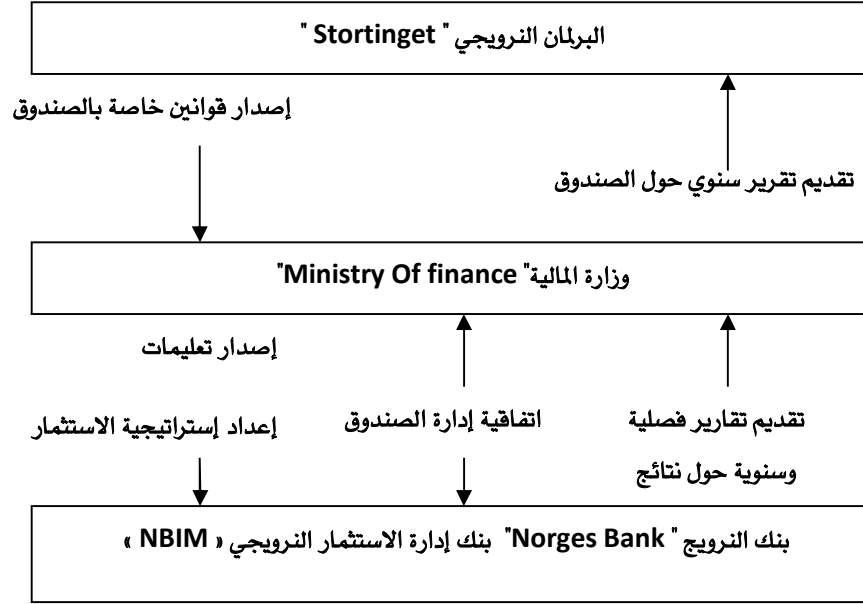 البرلمان النرويجي " Stortinget "
إصدار قوانين خاصة بالصندوق
تقديم تقرير سنوي حول الصندوق
وزارة المالية" Ministry Of finance"
إصدار تعليمات
إعداد إستراتيجية الاستثمار
اتفاقية إدارة الصندوق
تقديم تقارير فصلية
وسنوية حول نتائج
بنك النرويج " Norges Bank" بنك إدارة الاستثمار النرويجي « NBIM »